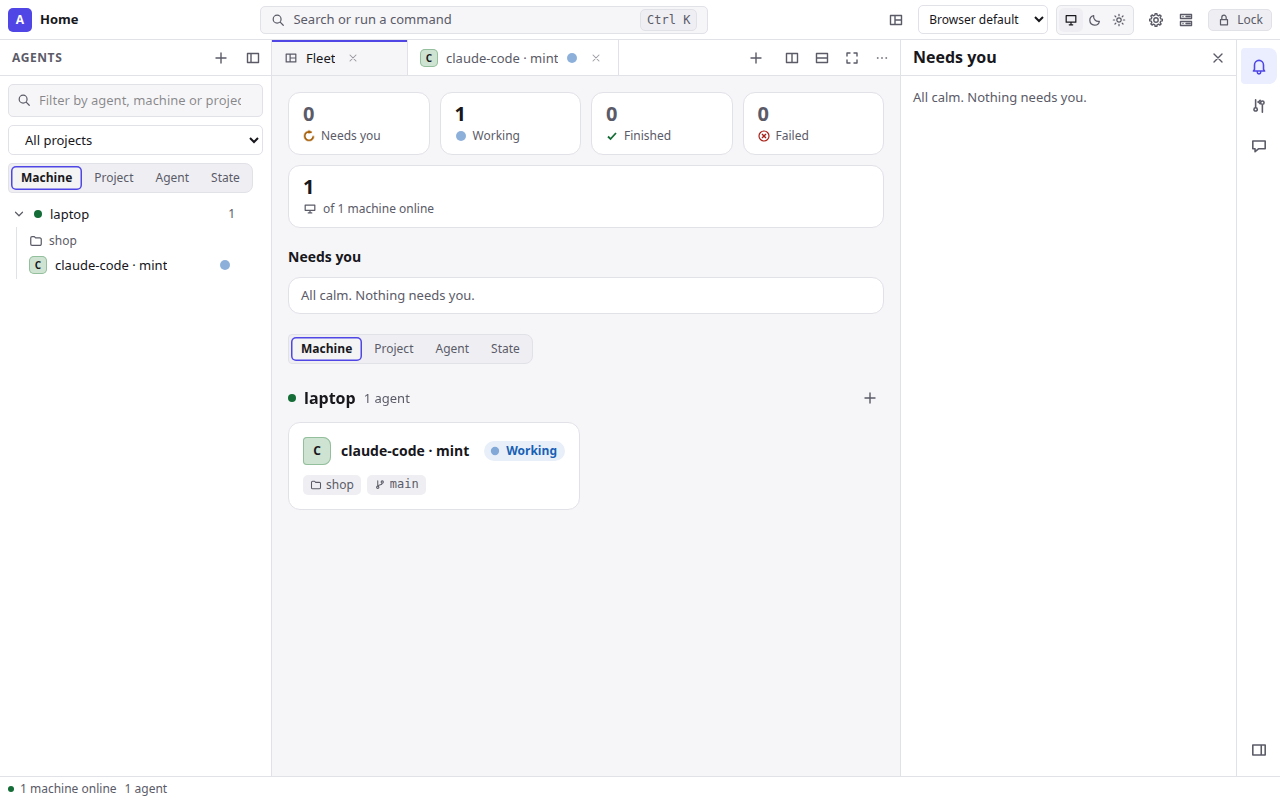 A Home
Search or run a command Ctrl K
Browser default
Lock
AGENTS
Filter by agent, machine or projec
All projects
Machine Project Agent State
laptop 1
shop
C claude-code · mint
Fleet
C claude-code · mint
0
Needs you
1
Working
0
Finished
0
Failed
1
of 1 machine online
Needs you
All calm. Nothing needs you.
Machine Project Agent State
laptop 1 agent
C claude-code · mint Working
shop main
Needs you
All calm. Nothing needs you.
1 machine online 1 agent